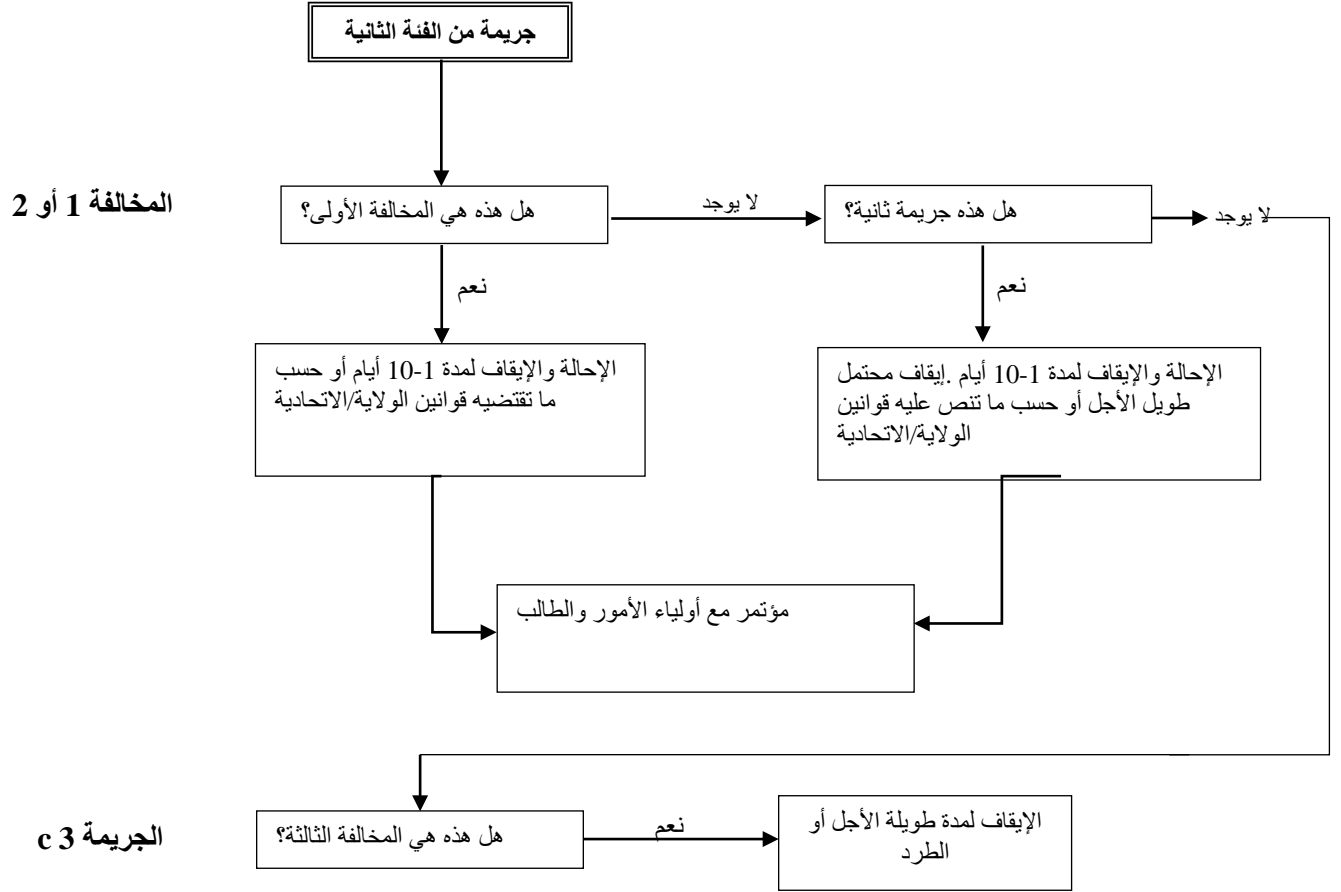 جريمة من الفئة الثانية
المخالفة 1 أو 2
هل هذه هي المخالفة الأولى؟
لا يوجد
هل هذه جريمة ثانية؟
لا يوجد
نعم
نعم
الإحالة والإيقاف لمدة 1-10 أيام أو حسب
ما تقتضيه قوانين الولاية/الاتحادية
الإحالة والإيقاف لمدة 1-10 أيام .إيقاف محتمل
طويل الأجل أو حسب ما تنص عليه قوانين
الولاية/الاتحادية
مؤتمر مع أولياء الأمور والطالب
الجريمة 3 c
هل هذه هي المخالفة الثالثة؟
نعم
الإيقاف لمدة طويلة الأجل أو
الطرد